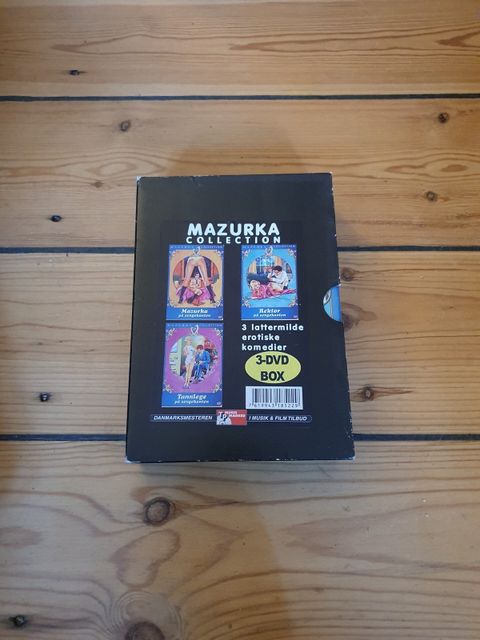 MAZURKA
COLLECTION
Mazurka
på sengekanten
Rektor
på sengekanten
Tannlege
på sengekanten
3 lattermilde
erotiske
komedier
3-DVD
BOX
DANMARKSMESTEREN
I MUSIK & FILM TILBUD